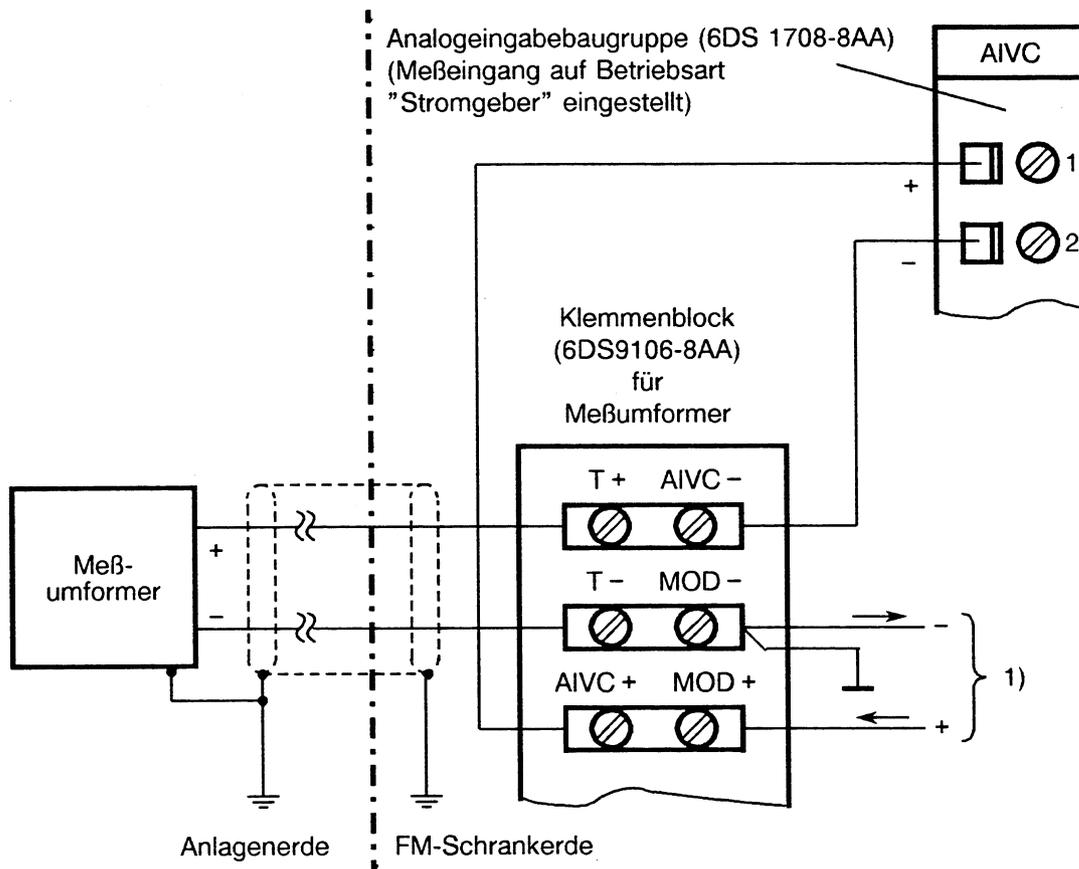 Analogeingabebaugruppe (6DS 1708-8AA)
(Meßeingang auf Betriebsart
"Stromgeber" eingestellt)
AIVC
1
+
2
−
Klemmenblock
(6DS9106-8AA)
für
Meßumformer
T + AIVC −
Meß-
umformer
+
−
T − MOD −
−
1)
AIVC + MOD +
+
Anlagenerde
FM-Schrankerde